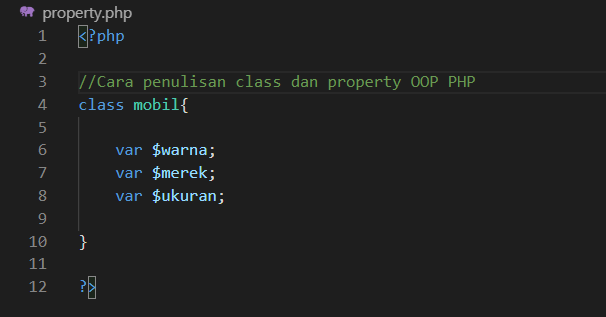 property.php
1 <?php
2
3 //Cara penulisan class dan property OOP PHP
4 class mobil{
5
6 var $warna;
7 var $merek;
8 var $ukuran;
9
10 }
11
12 ?>